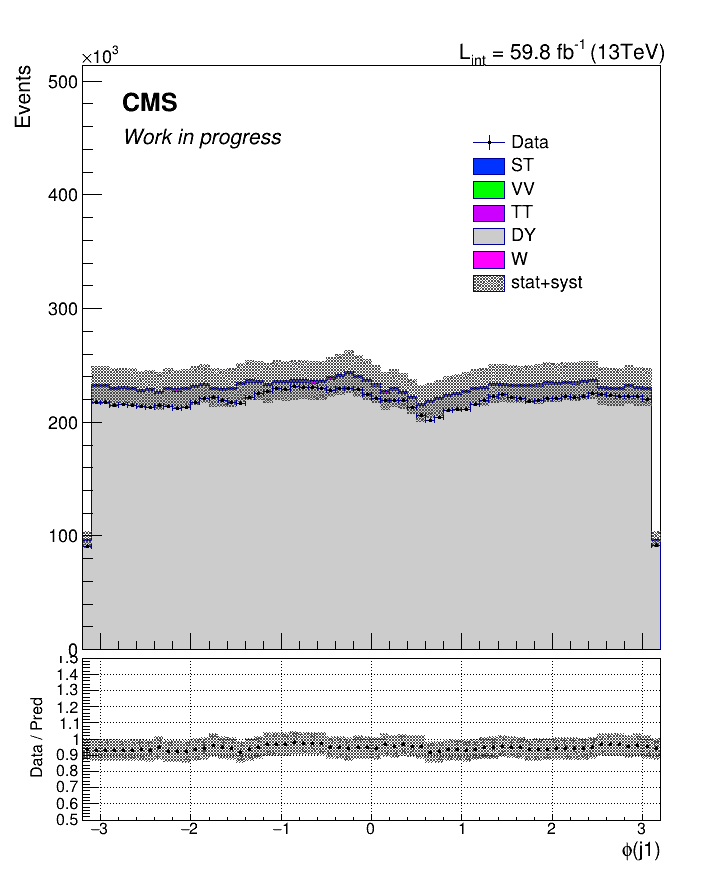 ×10³
L_int = 59.8 fb⁻¹ (13TeV)
Events
500
400
300
200
100
0
CMS
Work in progress
Data
ST
VV
TT
DY
W
stat+syst
Data / Pred
1.5
1.4
1.3
1.2
1.1
1
0.9
0.8
0.7
0.6
0.5
−3 −2 −1 0 1 2 3
ϕ(j1)